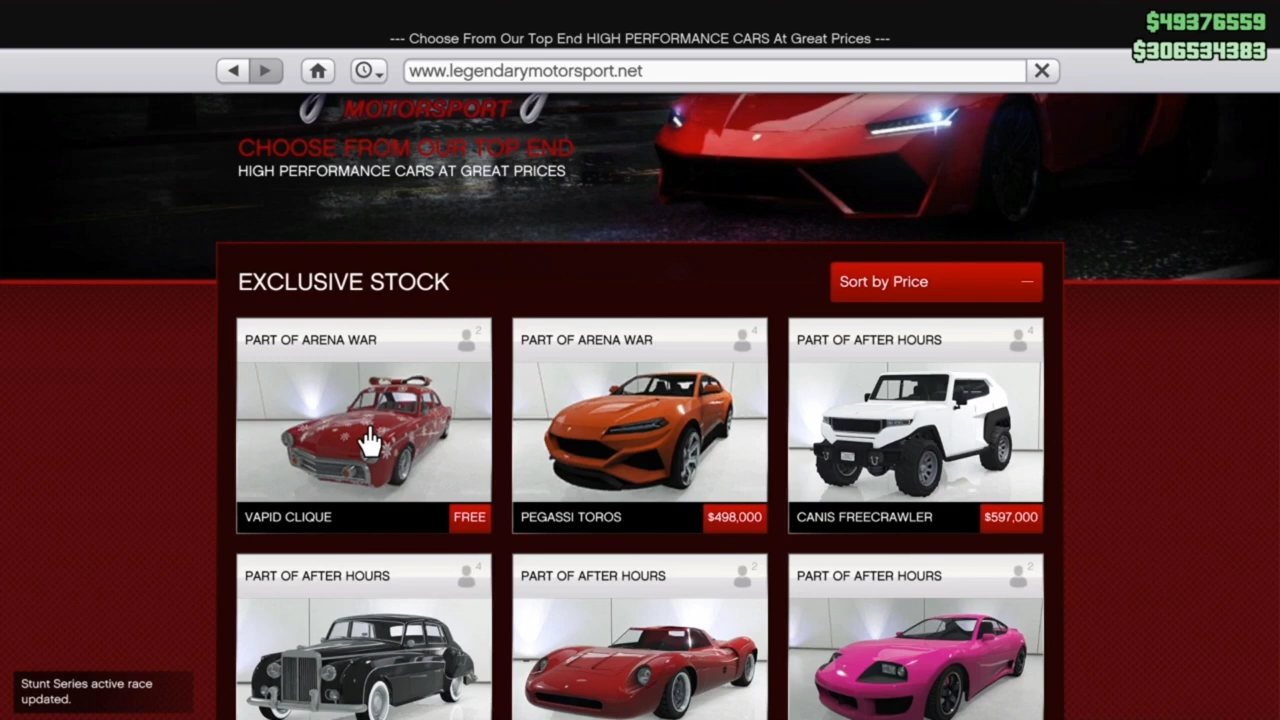 $49376559
--- Choose From Our Top End HIGH PERFORMANCE CARS At Great Prices ---
$306534383
www.legendarymotorsport.net
MOTORSPORT
CHOOSE FROM OUR TOP END
HIGH PERFORMANCE CARS AT GREAT PRICES
EXCLUSIVE STOCK
Sort by Price
PART OF ARENA WAR 2
PART OF ARENA WAR 4
PART OF AFTER HOURS 4
VAPID CLIQUE FREE
PEGASSI TOROS $498,000
CANIS FREECRAWLER $597,000
PART OF AFTER HOURS 4
PART OF AFTER HOURS 2
PART OF AFTER HOURS 2
Stunt Series active race
updated.